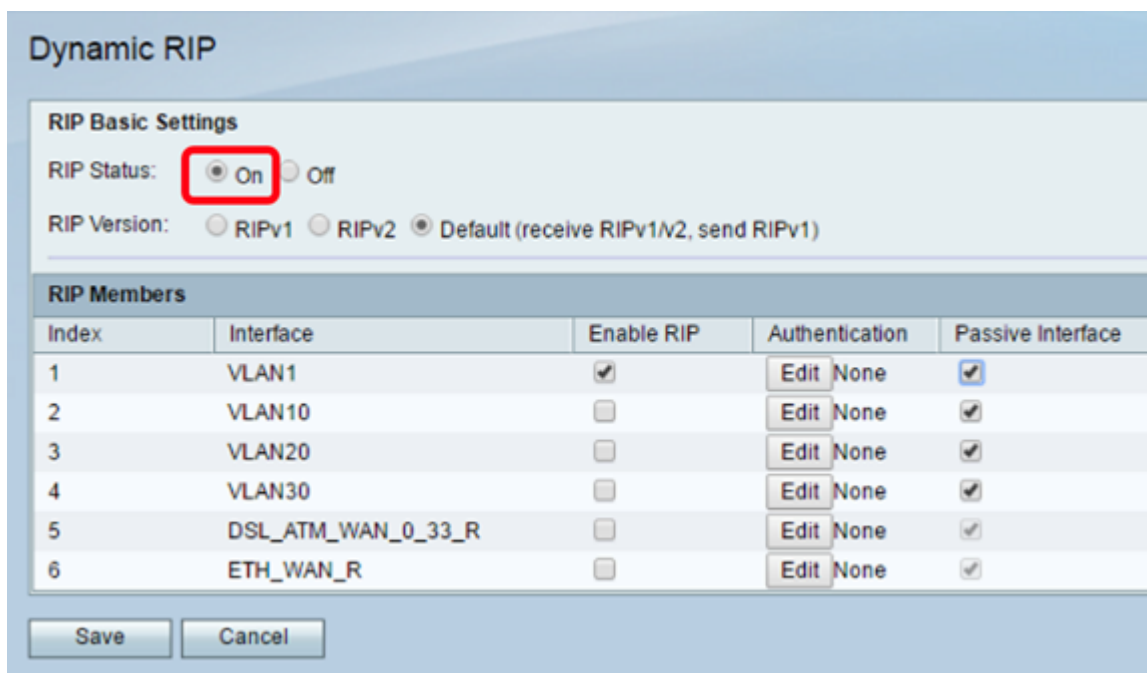 Dynamic RIP
RIP Basic Settings
RIP Status: On Off
RIP Version: RIPv1 RIPv2 Default (receive RIPv1/v2, send RIPv1)
RIP Members
Index Interface Enable RIP Authentication Passive Interface
1 VLAN1 Edit None
2 VLAN10 Edit None
3 VLAN20 Edit None
4 VLAN30 Edit None
5 DSL_ATM_WAN_0_33_R Edit None
6 ETH_WAN_R Edit None
Save Cancel